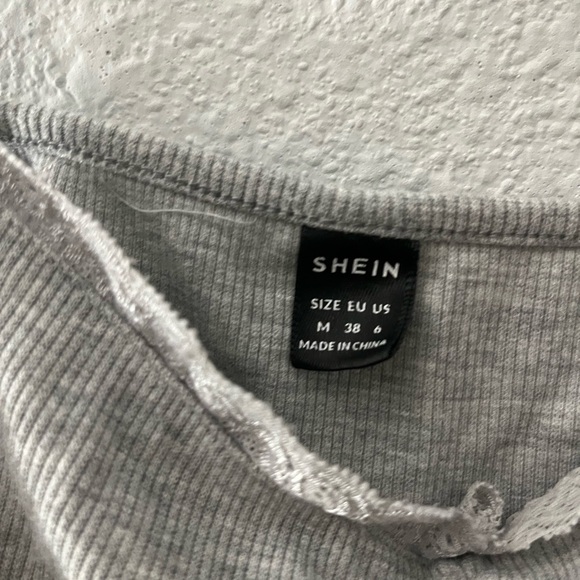 SHEIN
SIZE EU US
M 38 6
MADE IN CHINA